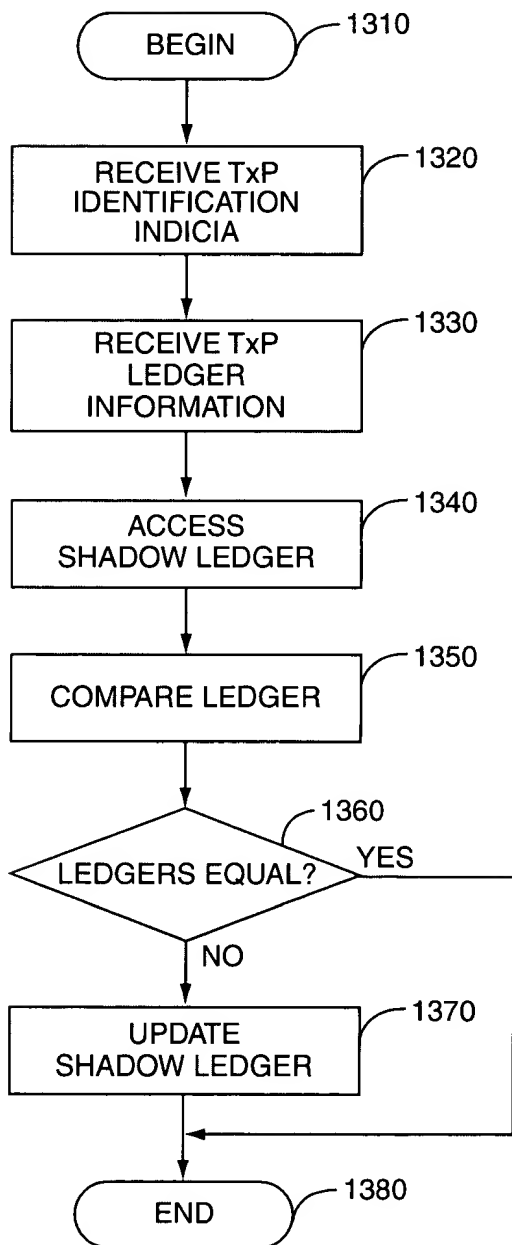 BEGIN
1310
RECEIVE TxP
IDENTIFICATION
INDICIA
1320
RECEIVE TxP
LEDGER
INFORMATION
1330
ACCESS
SHADOW LEDGER
1340
COMPARE LEDGER
1350
LEDGERS EQUAL?
1360
YES
NO
UPDATE
SHADOW LEDGER
1370
END
1380